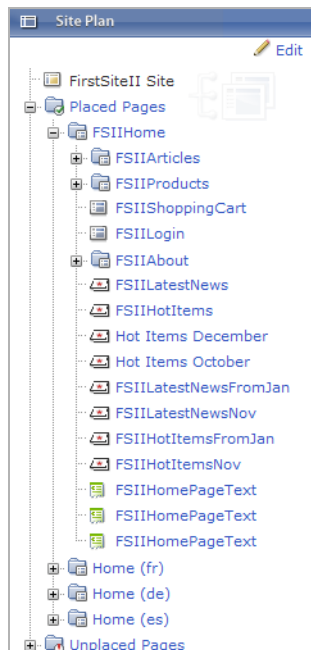 Site Plan
Edit
FirstSiteII Site
Placed Pages
FSIIHome
FSIIArticles
FSIIProducts
FSIIShoppingCart
FSIILogin
FSIIAbout
FSIILatestNews
FSIIHotItems
Hot Items December
Hot Items October
FSIILatestNewsFromJan
FSIILatestNewsNov
FSIIHotItemsFromJan
FSIIHotItemsNov
FSIIHomePageText
FSIIHomePageText
FSIIHomePageText
Home (fr)
Home (de)
Home (es)
Unplaced Pages